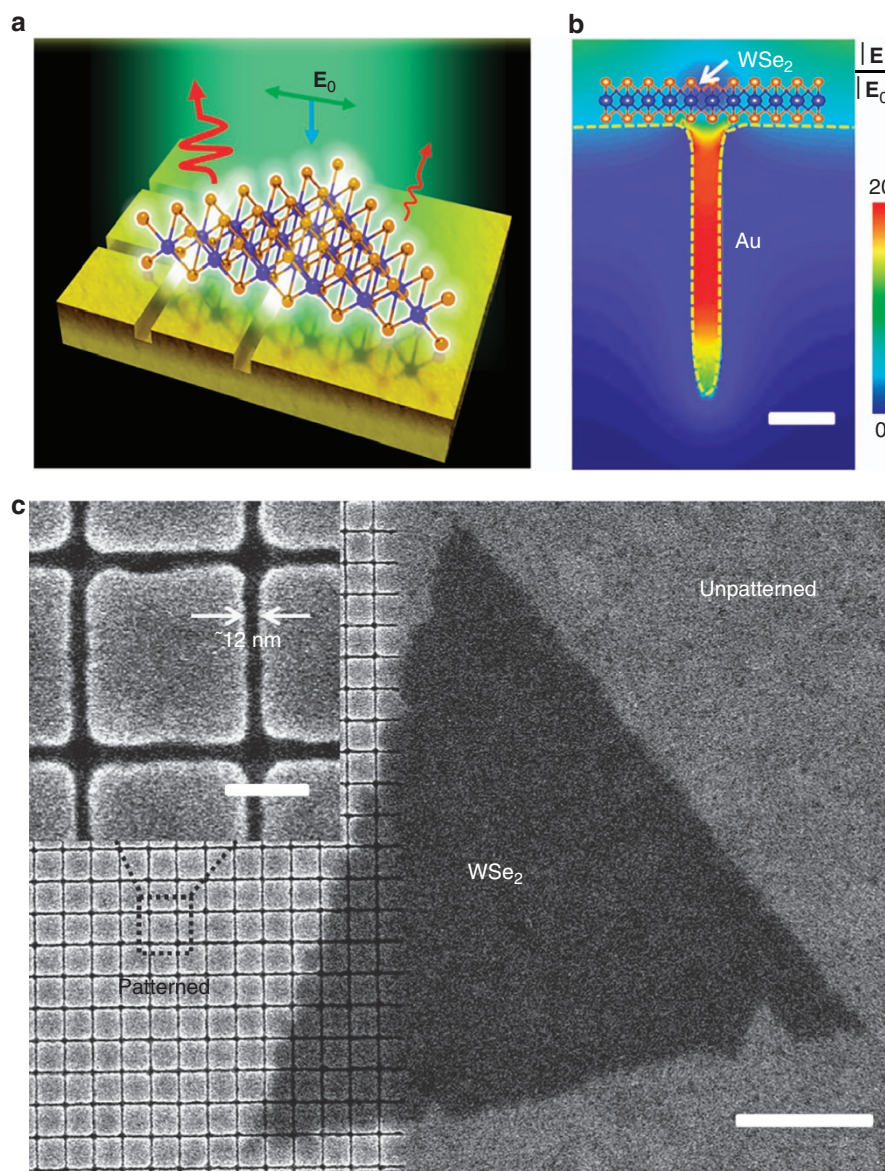 a
E₀
b
WSe₂
|E
|E₀
Au
20
0
c
Unpatterned
~12 nm
WSe₂
Patterned